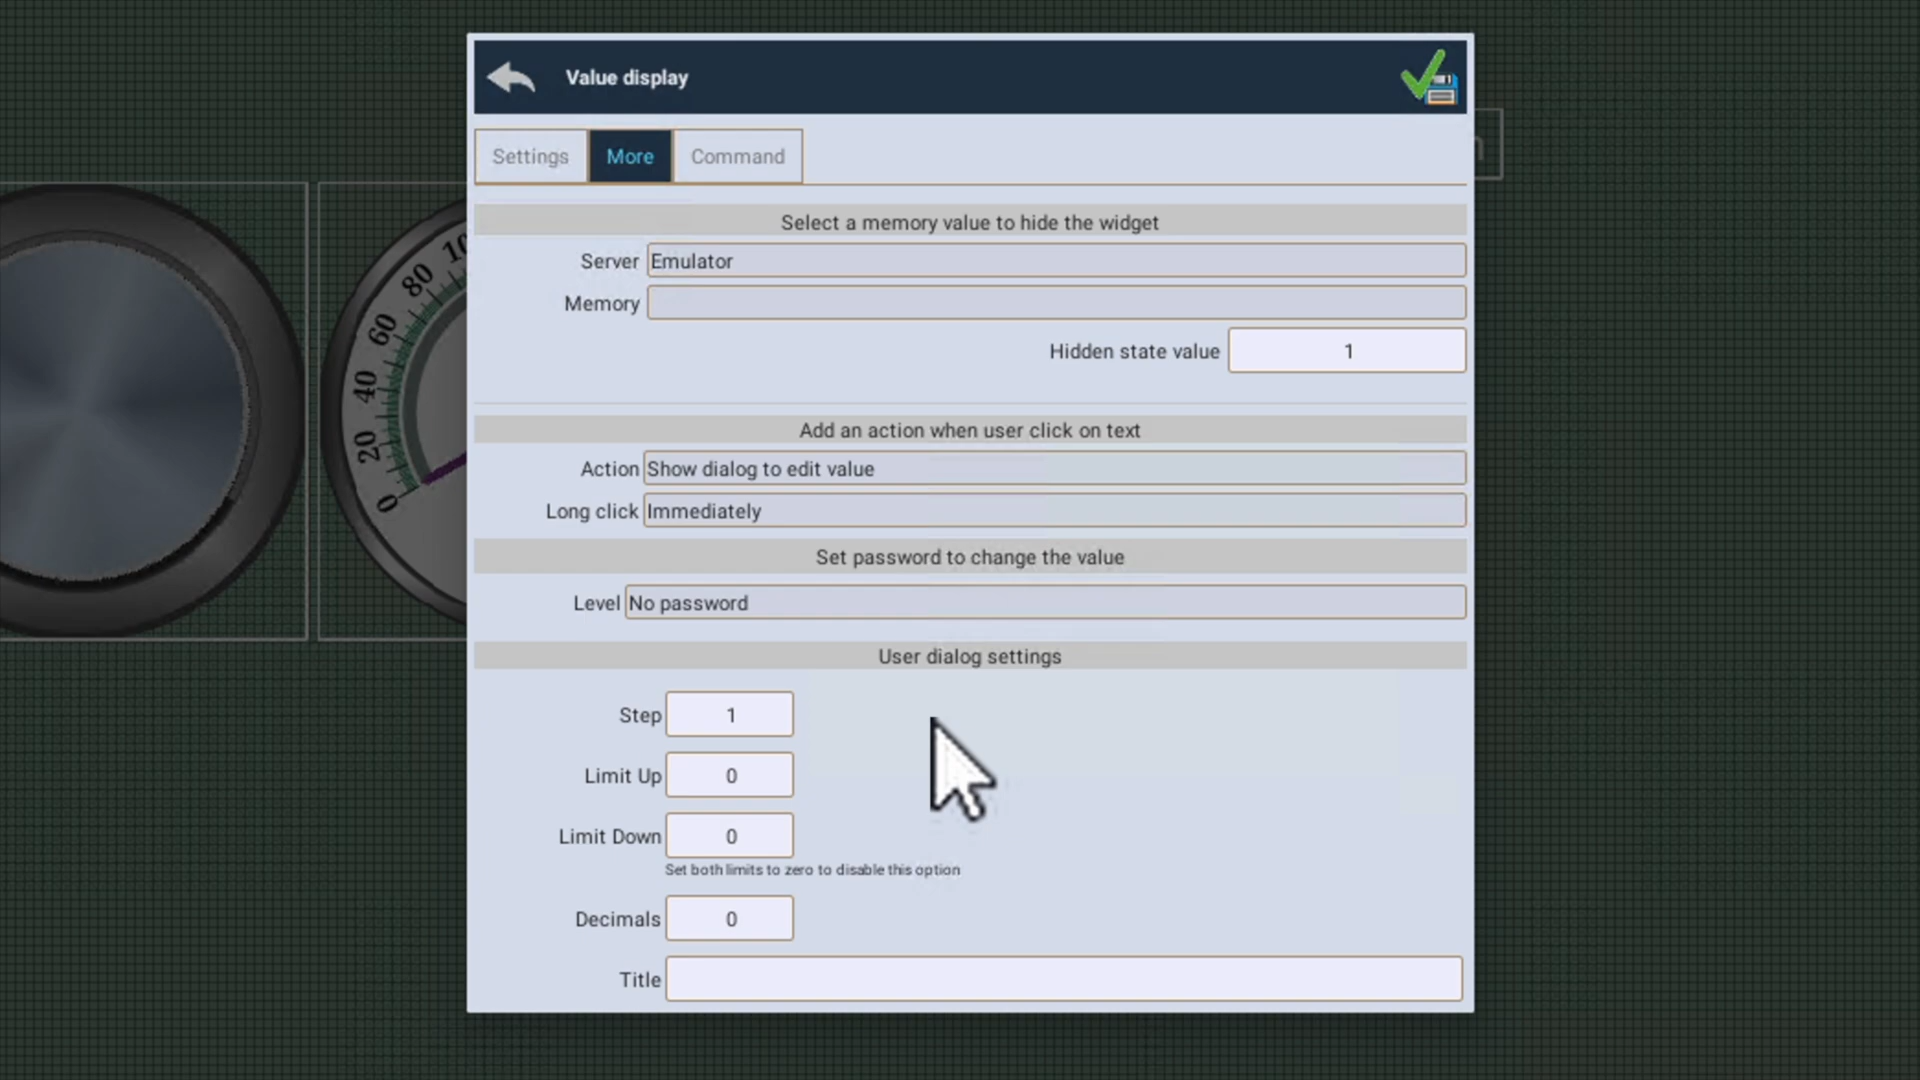 Value display
Settings More Command
Select a memory value to hide the widget
Server Emulator
Memory
Hidden state value 1
Add an action when user click on text
Action Show dialog to edit value
Long click Immediately
Set password to change the value
Level No password
User dialog settings
Step 1
Limit Up 0
Limit Down 0
Set both limits to zero to disable this option
Decimals 0
Title
80
60
40
20
0